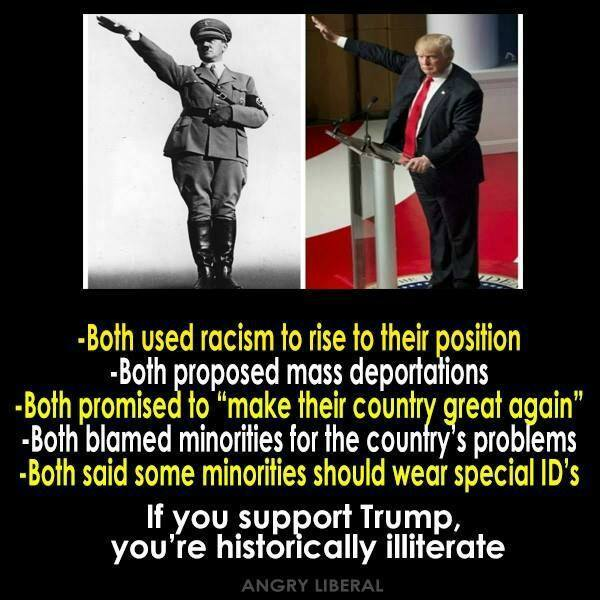 -Both used racism to rise to their position
-Both proposed mass deportations
-Both promised to “make their country great again”
-Both blamed minorities for the country's problems
-Both said some minorities should wear special ID's
If you support Trump,
you're historically illiterate
ANGRY LIBERAL